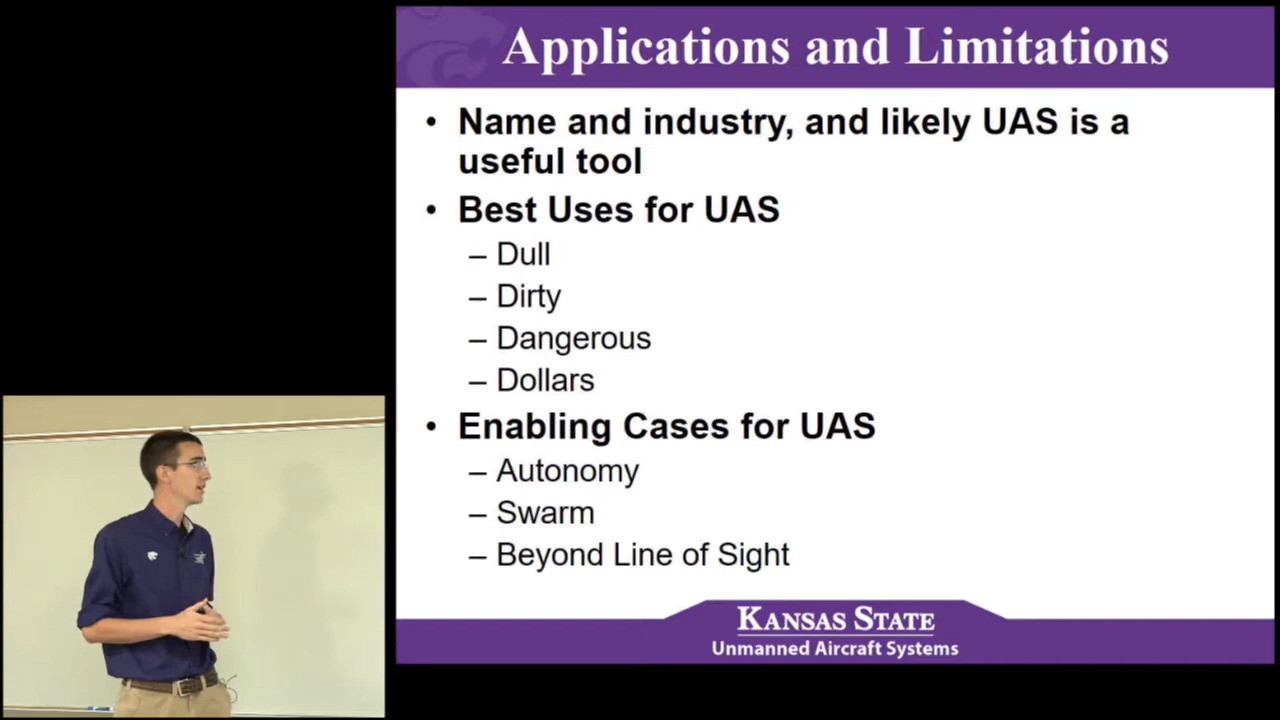 Applications and Limitations
• Name and industry, and likely UAS is a
useful tool
• Best Uses for UAS
– Dull
– Dirty
– Dangerous
– Dollars
• Enabling Cases for UAS
– Autonomy
– Swarm
– Beyond Line of Sight
KANSAS STATE
Unmanned Aircraft Systems